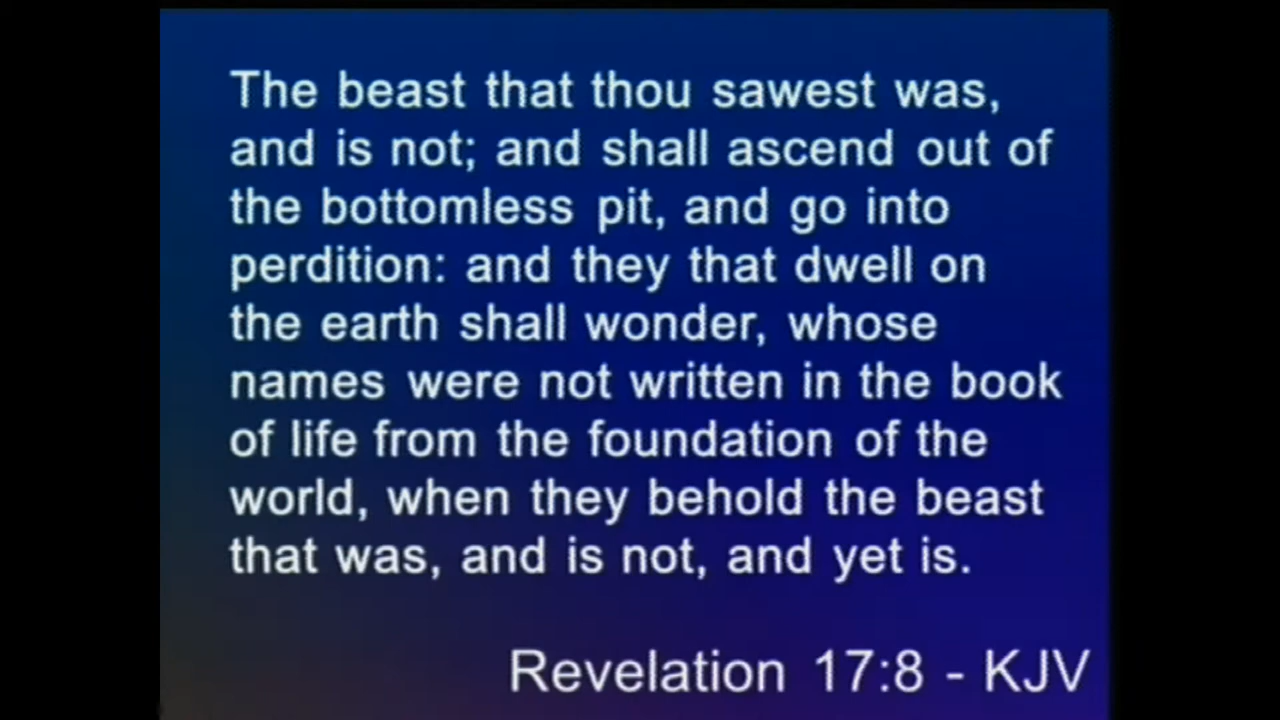 The beast that thou sawest was,
and is not; and shall ascend out of
the bottomless pit, and go into
perdition: and they that dwell on
the earth shall wonder, whose
names were not written in the book
of life from the foundation of the
world, when they behold the beast
that was, and is not, and yet is.
Revelation 17:8 - KJV